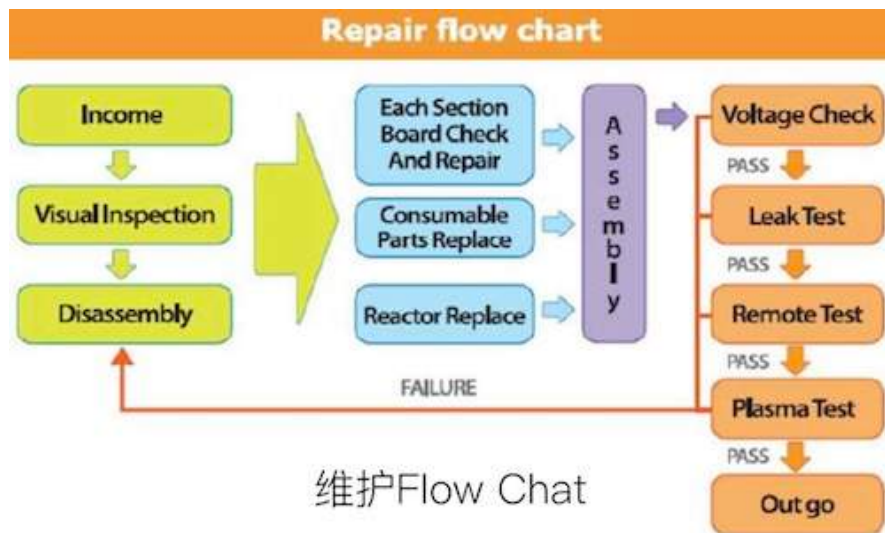 Repair flow chart
Income
Visual Inspection
Disassembly
Each Section
Board Check
And Repair
Consumable
Parts Replace
Reactor Replace
Assembly
Voltage Check
PASS
Leak Test
PASS
Remote Test
PASS
Plasma Test
FAILURE
PASS
Out go
维护Flow Chat